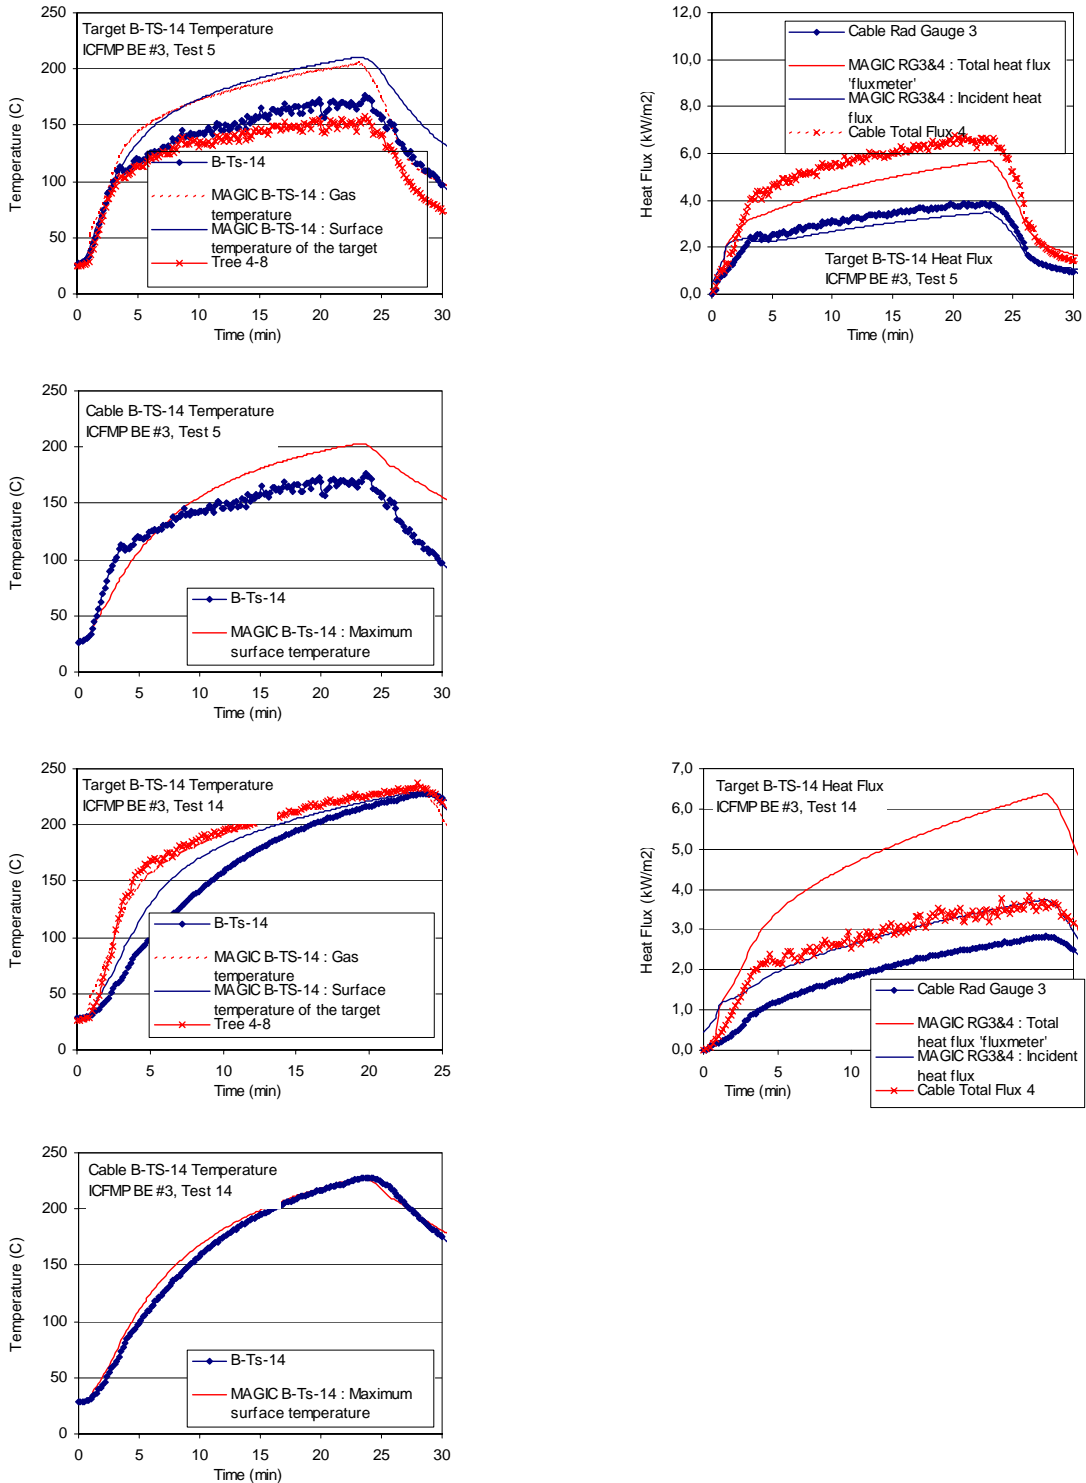 Target B-TS-14 Temperature
ICFMP BE #3, Test 5
Temperature (C)
250
200
150
100
50
0
B-Ts-14
MAGIC B-TS-14 : Gas
temperature
MAGIC B-TS-14 : Surface
temperature of the target
Tree 4-8
0 5 10 15 20 25 30
Time (min)
Heat Flux (kW/m2)
12,0
10,0
8,0
6,0
4,0
2,0
0,0
Cable Rad Gauge 3
MAGIC RG3&4 : Total heat flux
'fluxmeter'
MAGIC RG3&4 : Incident heat
flux
Cable Total Flux 4
Target B-TS-14 Heat Flux
ICFMP BE #3, Test 5
0 5 10 15 20 25 30
Time (min)
Cable B-TS-14 Temperature
ICFMP BE #3, Test 5
Temperature (C)
250
200
150
100
50
0
B-Ts-14
MAGIC B-Ts-14 : Maximum
surface temperature
0 5 10 15 20 25 30
Time (min)
Target B-TS-14 Temperature
ICFMP BE #3, Test 14
Temperature (C)
250
200
150
100
50
0
B-Ts-14
MAGIC B-TS-14 : Gas
temperature
MAGIC B-TS-14 : Surface
temperature of the target
Tree 4-8
0 5 10 15 20 25
Time (min)
Target B-TS-14 Heat Flux
ICFMP BE #3, Test 14
Heat Flux (kW/m2)
7,0
6,0
5,0
4,0
3,0
2,0
1,0
0,0
Cable Rad Gauge 3
MAGIC RG3&4 : Total
heat flux 'fluxmeter'
MAGIC RG3&4 : Incident
heat flux
Cable Total Flux 4
0 5 10
Time (min)
Cable B-TS-14 Temperature
ICFMP BE #3, Test 14
Temperature (C)
250
200
150
100
50
0
B-Ts-14
MAGIC B-Ts-14 : Maximum
surface temperature
0 5 10 15 20 25 30
Time (min)